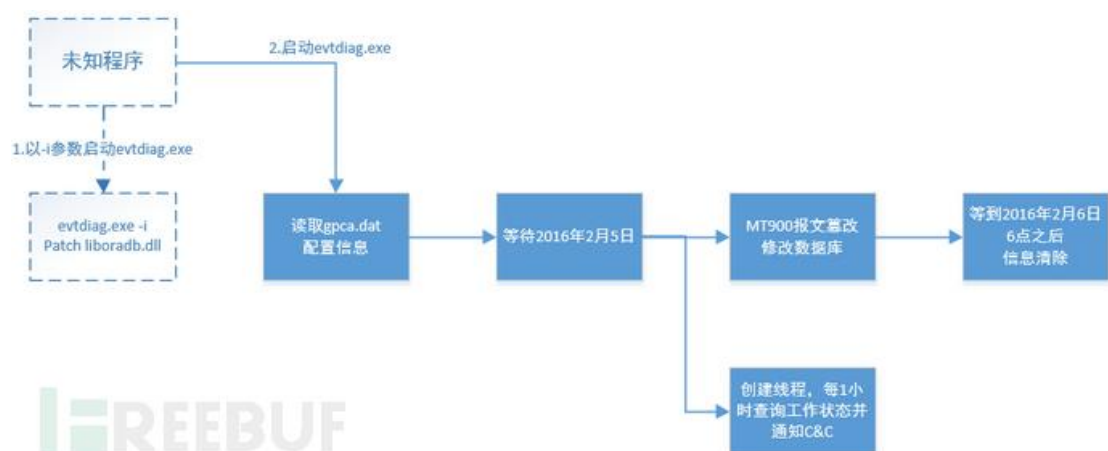 未知程序
2.启动evtdiag.exe
1.以-i参数启动evtdiag.exe
evtdiag.exe -i
Patch liboradb.dll
读取gpca.dat
配置信息
等待2016年2月5日
MT900报文篡改
修改数据库
等到2016年2月6日
6点之后
信息清除
创建线程，每1小
时查询工作状态并
通知C&C
FREEBUF